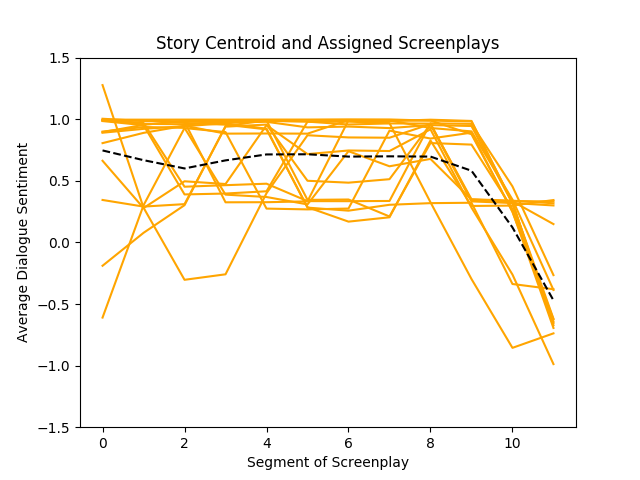 Story Centroid and Assigned Screenplays
Average Dialogue Sentiment
1.5
1.0
0.5
0.0
−0.5
−1.0
−1.5
0 2 4 6 8 10
Segment of Screenplay